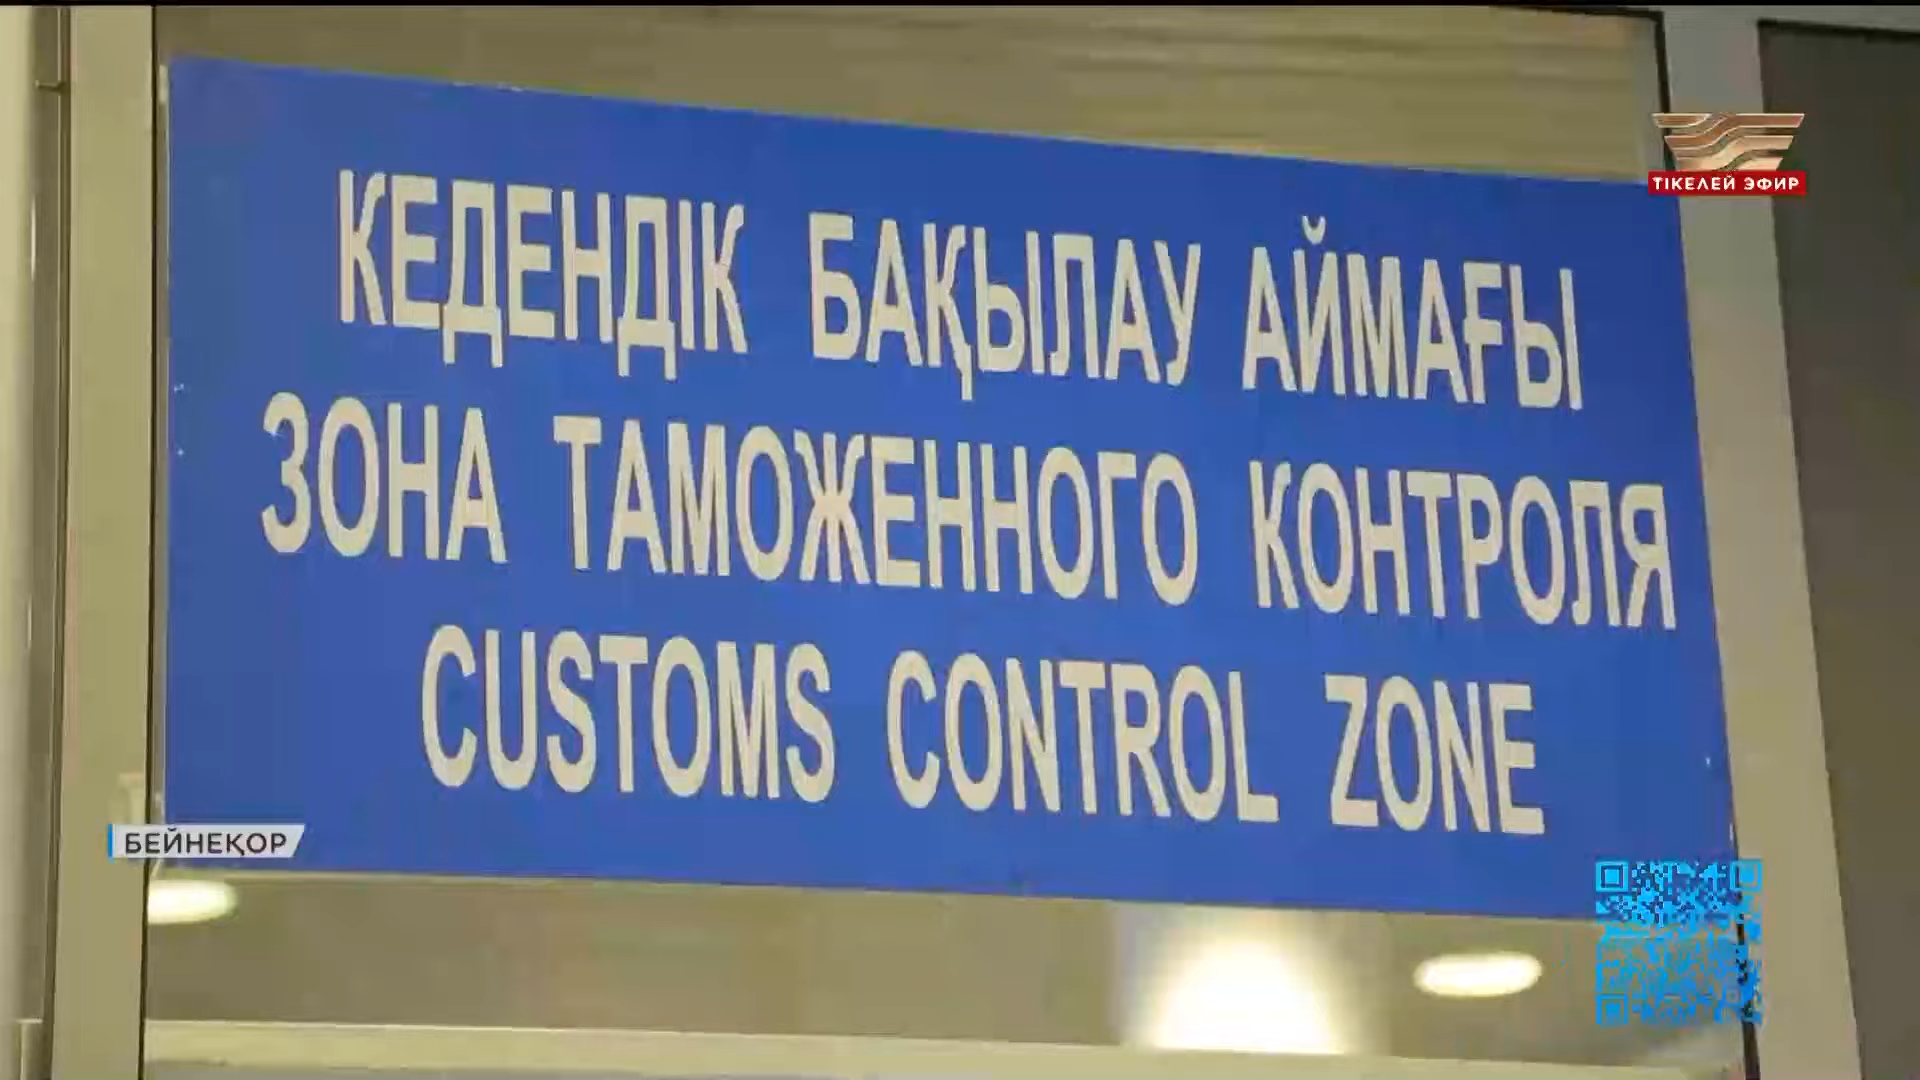 ТІКЕЛЕЙ ЭФИР
КЕДЕНДІК БАҚЫЛАУ АЙМАҒЫ
ЗОНА ТАМОЖЕННОГО КОНТРОЛЯ
CUSTOMS CONTROL ZONE
БЕЙНЕҚОР